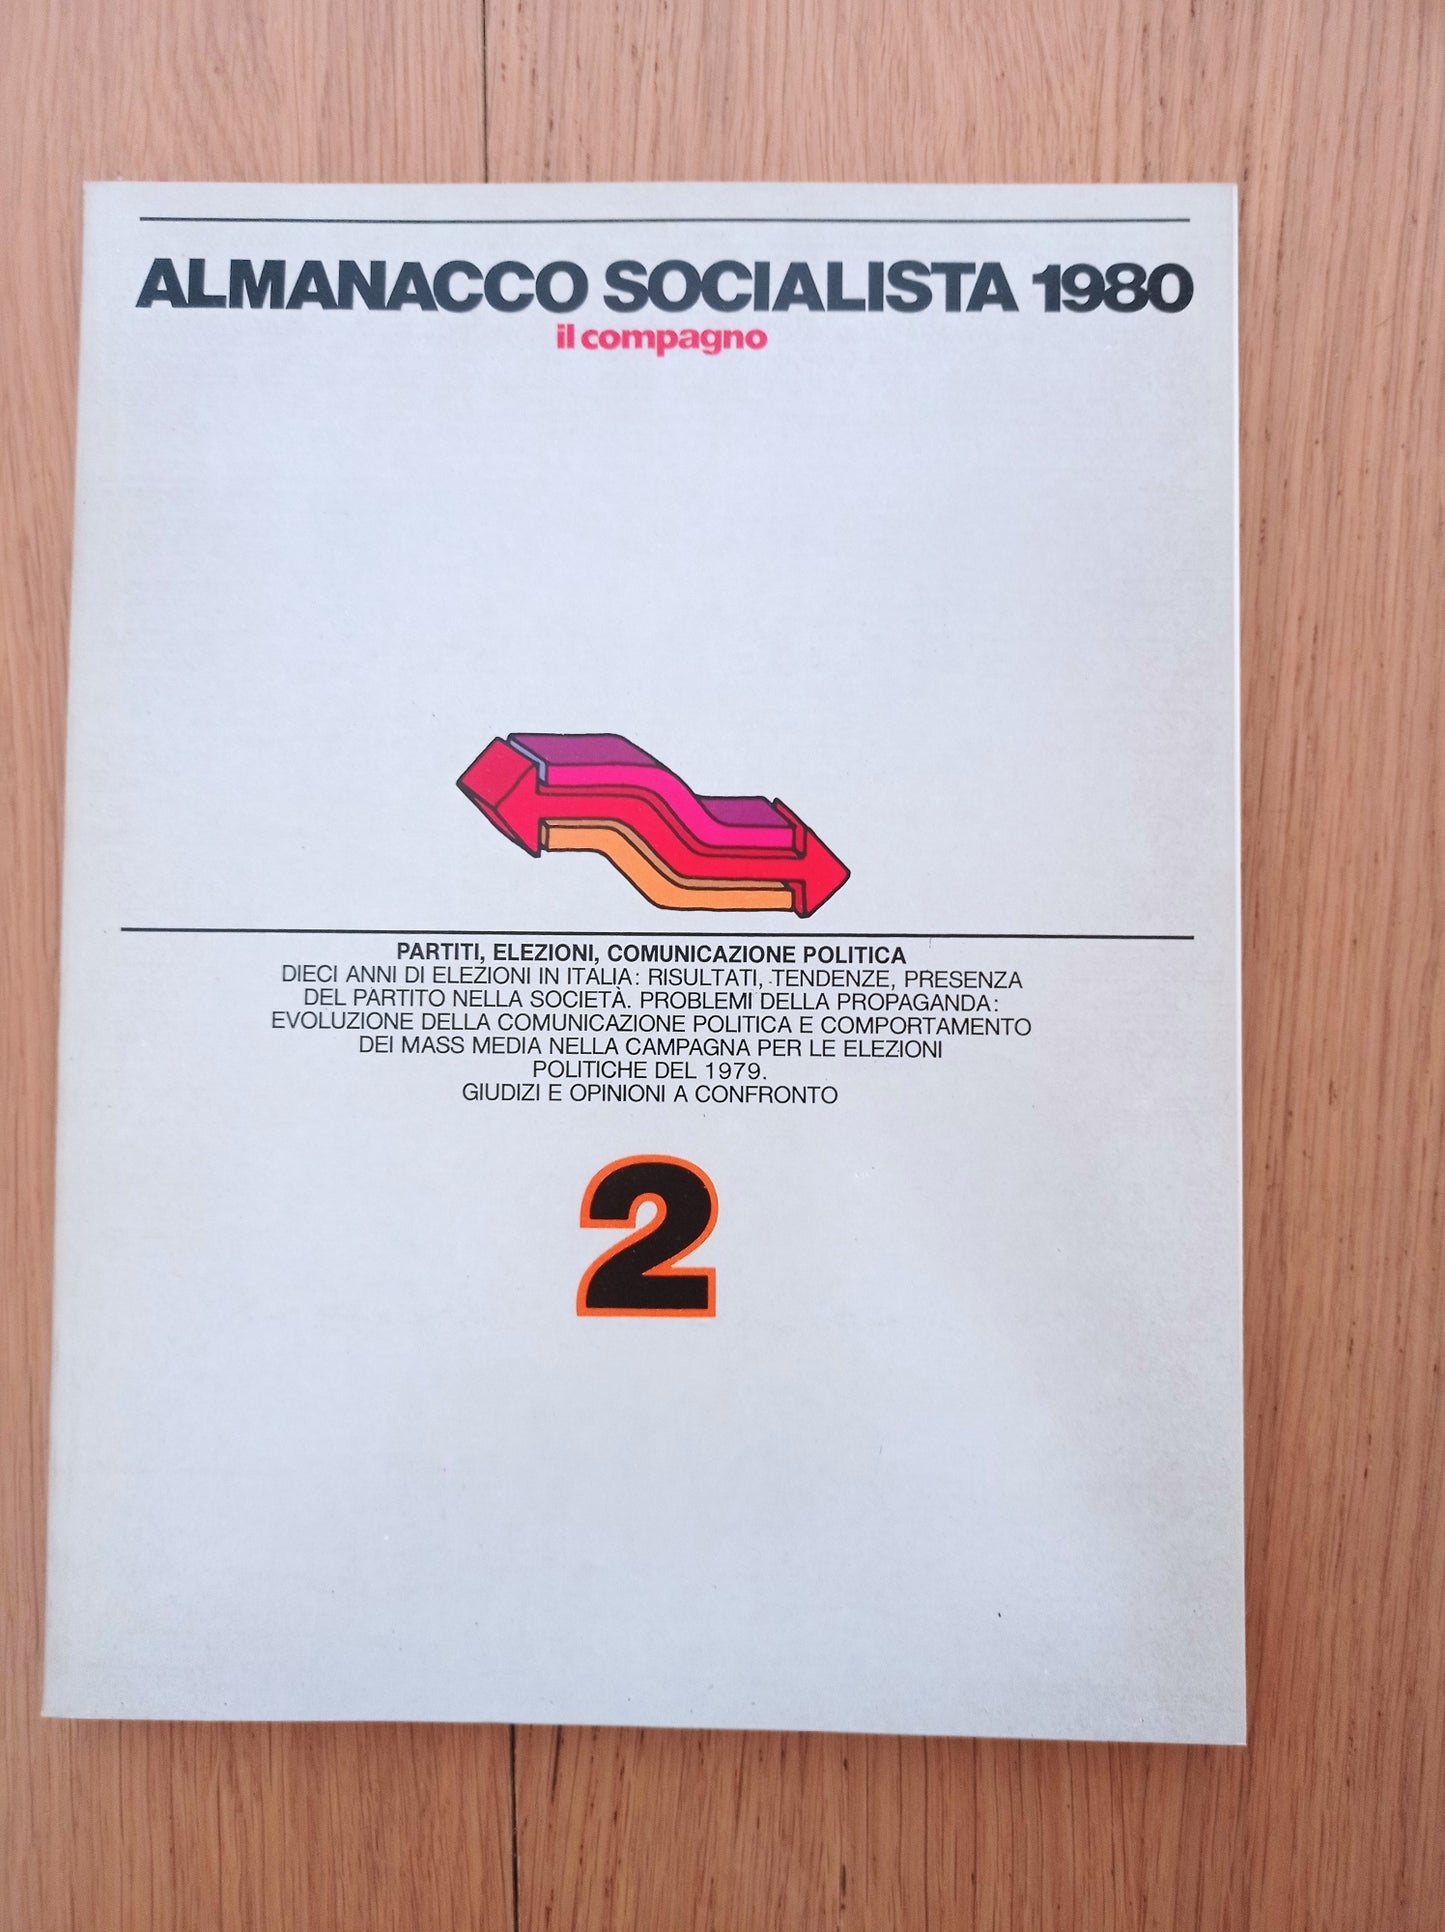 ALMANACCO SOCIALISTA 1980
il compagno
PARTITI, ELEZIONI, COMUNICAZIONE POLITICA
DIECI ANNI DI ELEZIONI IN ITALIA: RISULTATI, TENDENZE, PRESENZA
DEL PARTITO NELLA SOCIETÀ. PROBLEMI DELLA PROPAGANDA:
EVOLUZIONE DELLA COMUNICAZIONE POLITICA E COMPORTAMENTO
DEI MASS MEDIA NELLA CAMPAGNA PER LE ELEZIONI
POLITICHE DEL 1979.
GIUDIZI E OPINIONI A CONFRONTO
2